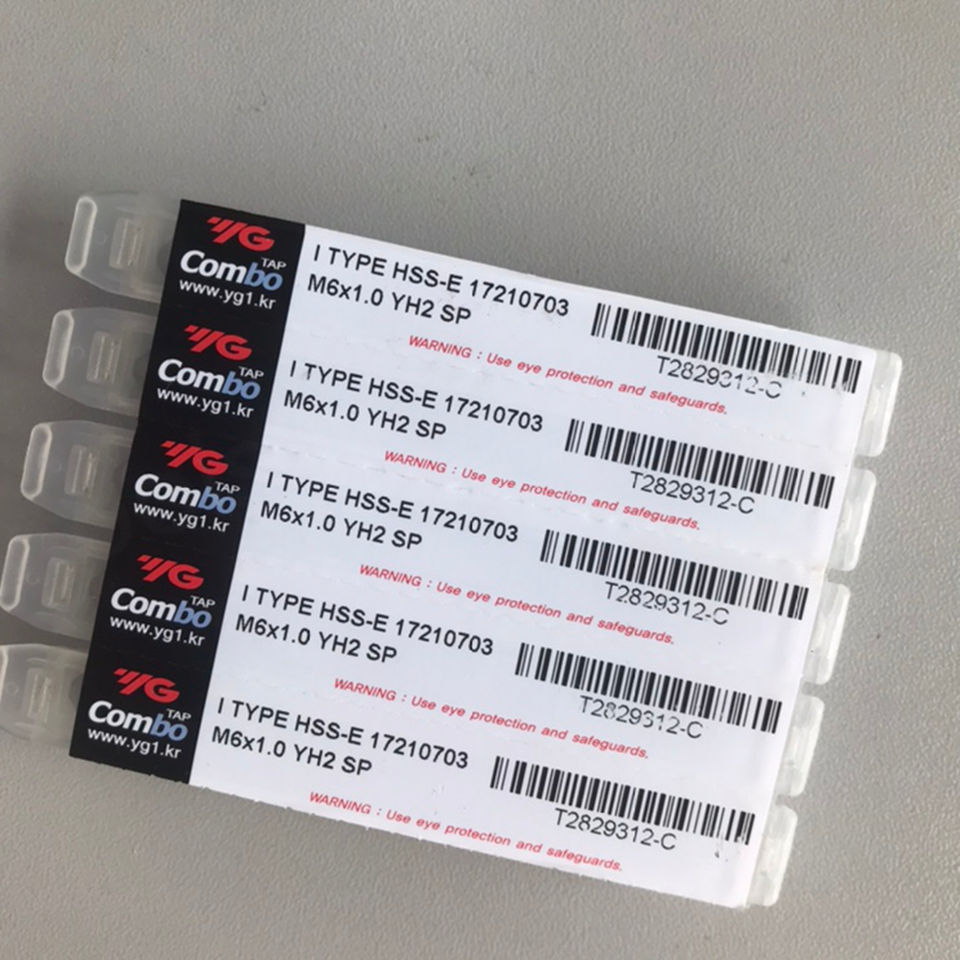 YG
Combo TAP
www.yg1.kr
I TYPE HSS-E 17210703
M6x1.0 YH2 SP
T2829312-C
WARNING : Use eye protection and safeguards.
YG
Combo TAP
www.yg1.kr
I TYPE HSS-E 17210703
M6x1.0 YH2 SP
T2829312-C
WARNING : Use eye protection and safeguards.
YG
Combo TAP
www.yg1.kr
I TYPE HSS-E 17210703
M6x1.0 YH2 SP
T2829312-C
WARNING : Use eye protection and safeguards.
YG
Combo TAP
www.yg1.kr
I TYPE HSS-E 17210703
M6x1.0 YH2 SP
T2829312-C
WARNING : Use eye protection and safeguards.
YG
Combo TAP
www.yg1.kr
I TYPE HSS-E 17210703
M6x1.0 YH2 SP
T2829312-C
WARNING : Use eye protection and safeguards.